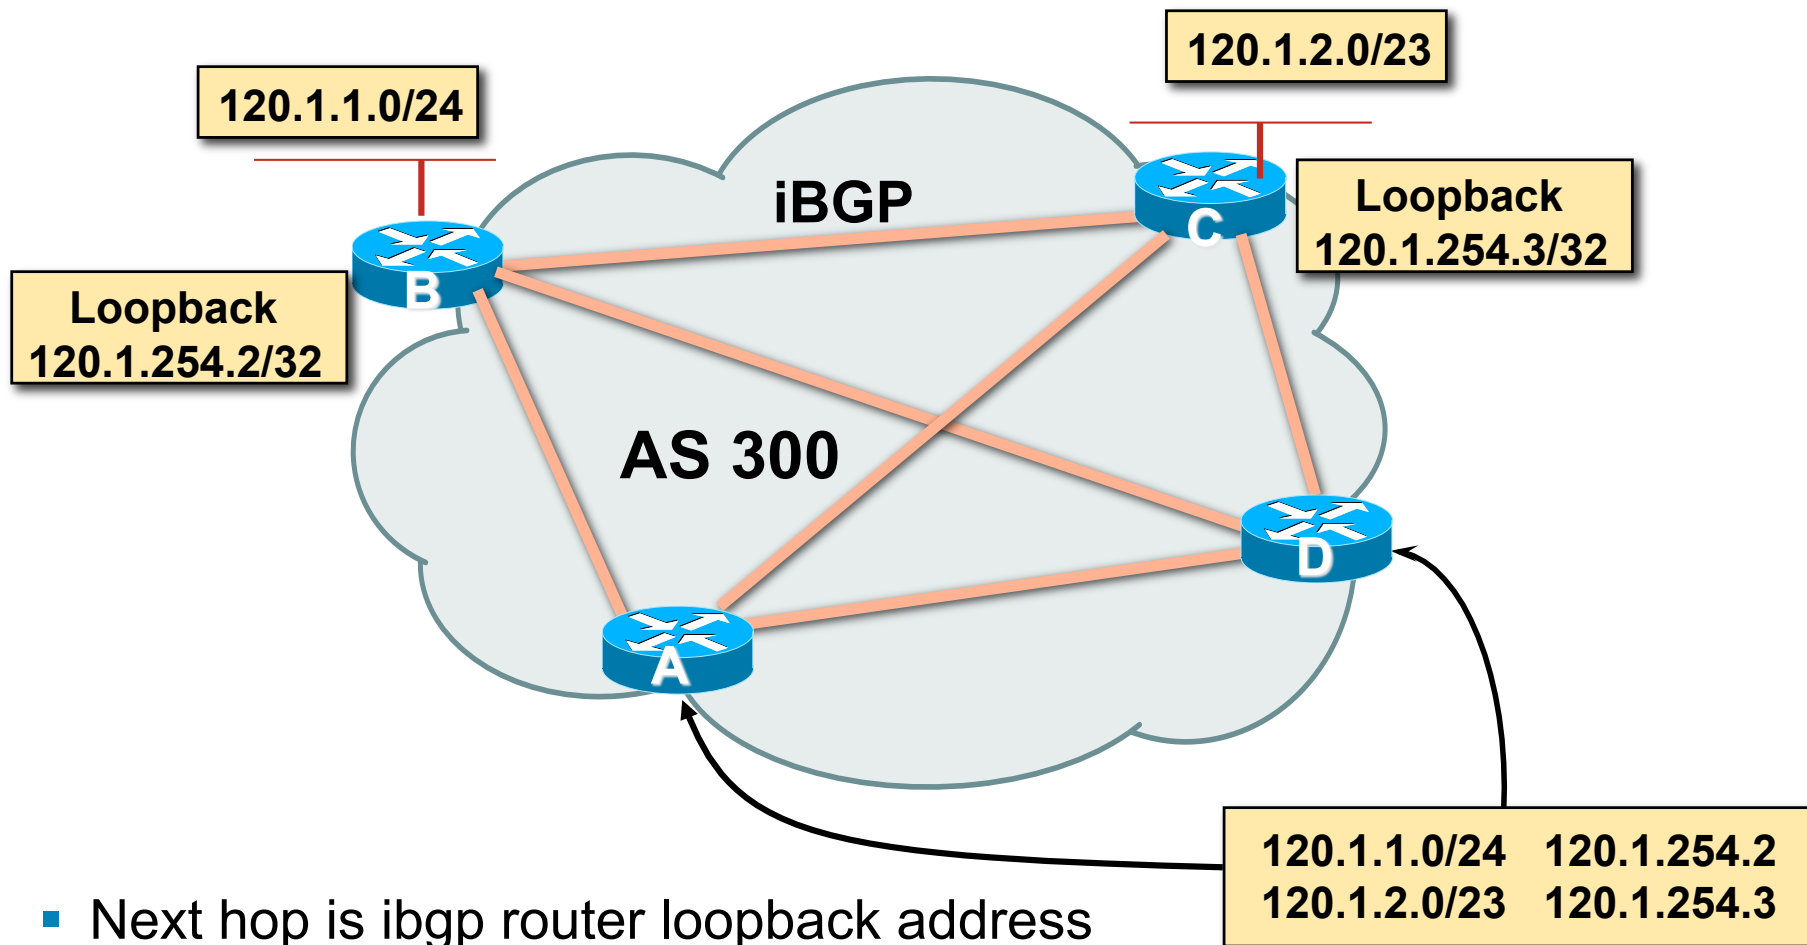 120.1.2.0/23
120.1.1.0/24
iBGP
C
Loopback
120.1.254.3/32
B
Loopback
120.1.254.2/32
AS 300
D
A
120.1.1.0/24 120.1.254.2
120.1.2.0/23 120.1.254.3
▪ Next hop is ibgp router loopback address